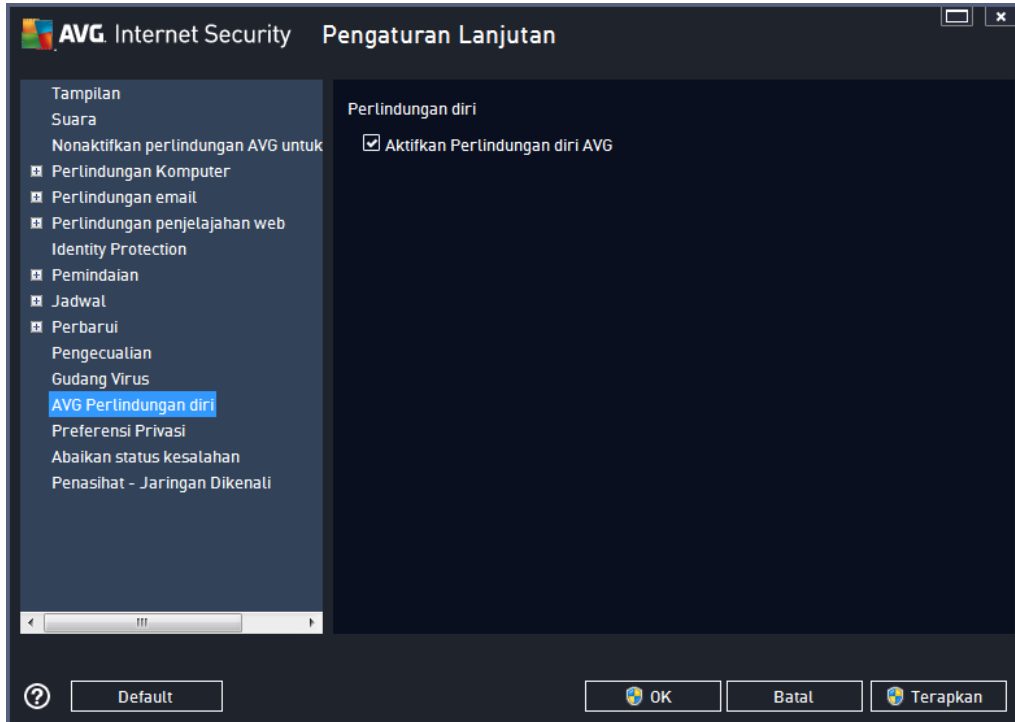 AVG. Internet Security Pengaturan Lanjutan
Tampilan
Suara
Nonaktifkan perlindungan AVG untuk
Perlindungan Komputer
Perlindungan email
Perlindungan penjelajahan web
Identity Protection
Pemindaian
Jadwal
Perbarui
Pengecualian
Gudang Virus
AVG Perlindungan diri
Preferensi Privasi
Abaikan status kesalahan
Penasihat - Jaringan Dikenali
Perlindungan diri
Aktifkan Perlindungan diri AVG
Default
OK
Batal
Terapkan